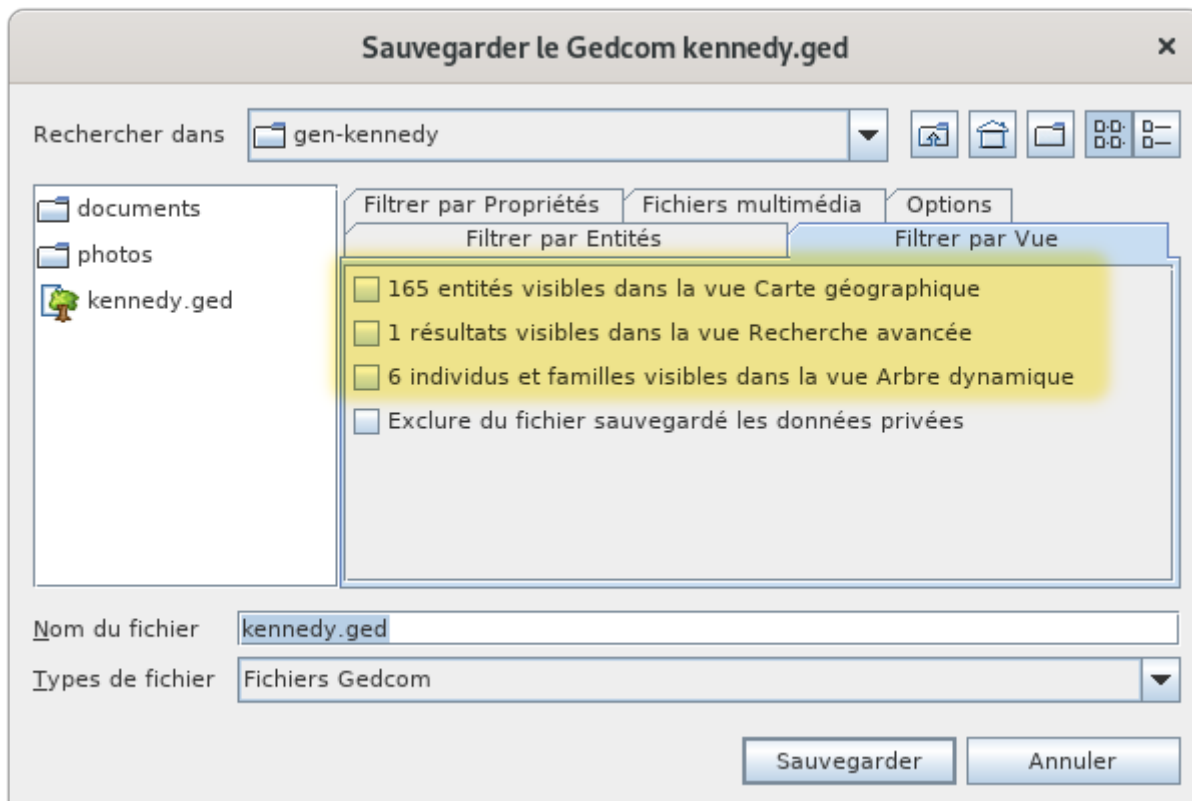 Sauvegarder le Gedcom kennedy.ged
Rechercher dans gen-kennedy
documents
photos
kennedy.ged
Filtrer par Propriétés Fichiers multimédia Options
Filtrer par Entités Filtrer par Vue
165 entités visibles dans la vue Carte géographique
1 résultats visibles dans la vue Recherche avancée
6 individus et familles visibles dans la vue Arbre dynamique
Exclure du fichier sauvegardé les données privées
Nom du fichier kennedy.ged
Types de fichier Fichiers Gedcom
Sauvegarder Annuler